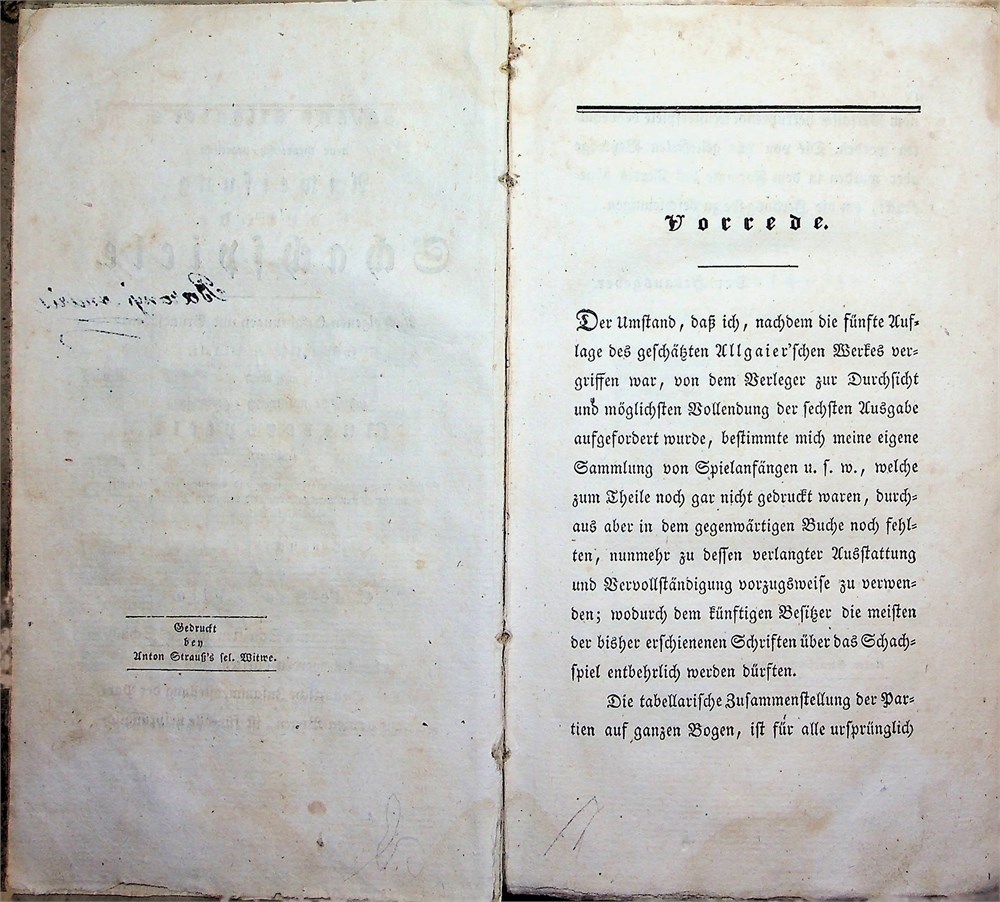 Gedruckt
bey
Anton Strauß's sel. Witwe.
Vorrede.
Der Umstand, daß ich, nachdem die fünfte Auf-
lage des geschätzten Allgaier'schen Werkes ver-
griffen war, von dem Verleger zur Durchsicht
und möglichsten Vollendung der sechsten Ausgabe
aufgefordert wurde, bestimmte mich meine eigene
Sammlung von Spielanfängen u. s. w., welche
zum Theile noch gar nicht gedruckt waren, durch-
aus aber in dem gegenwärtigen Buche noch fehl-
ten, nunmehr zu dessen verlangter Ausstattung
und Vervollständigung vorzugsweise zu verwen-
den; wodurch dem künftigen Besitzer die meisten
der bisher erschienenen Schriften über das Schach-
spiel entbehrlich werden dürften.
Die tabellarische Zusammenstellung der Par-
tien auf ganzen Bogen, ist für alle ursprünglich